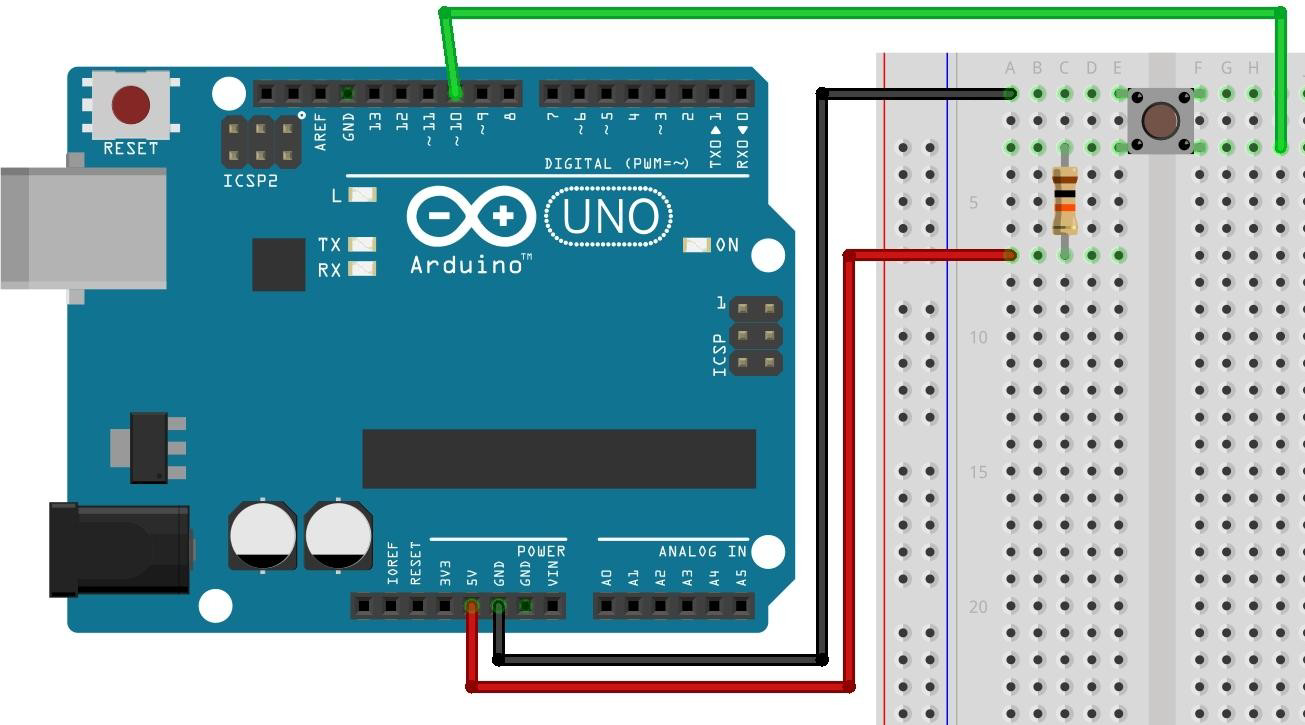 RESET
ICSP2
AREF
GND
13
12
~11
~10
~9
8
7
~6
~5
4
~3
2
TX0▶1
RX0◀0
DIGITAL (PWM=~)
L
TX
RX
UNO
Arduino™
ON
1
ICSP
IOREF
RESET
3V3
5V
GND
GND
VIN
POWER
ANALOG IN
A0
A1
A2
A3
A4
A5
A B C D E F G H
5
10
15
20